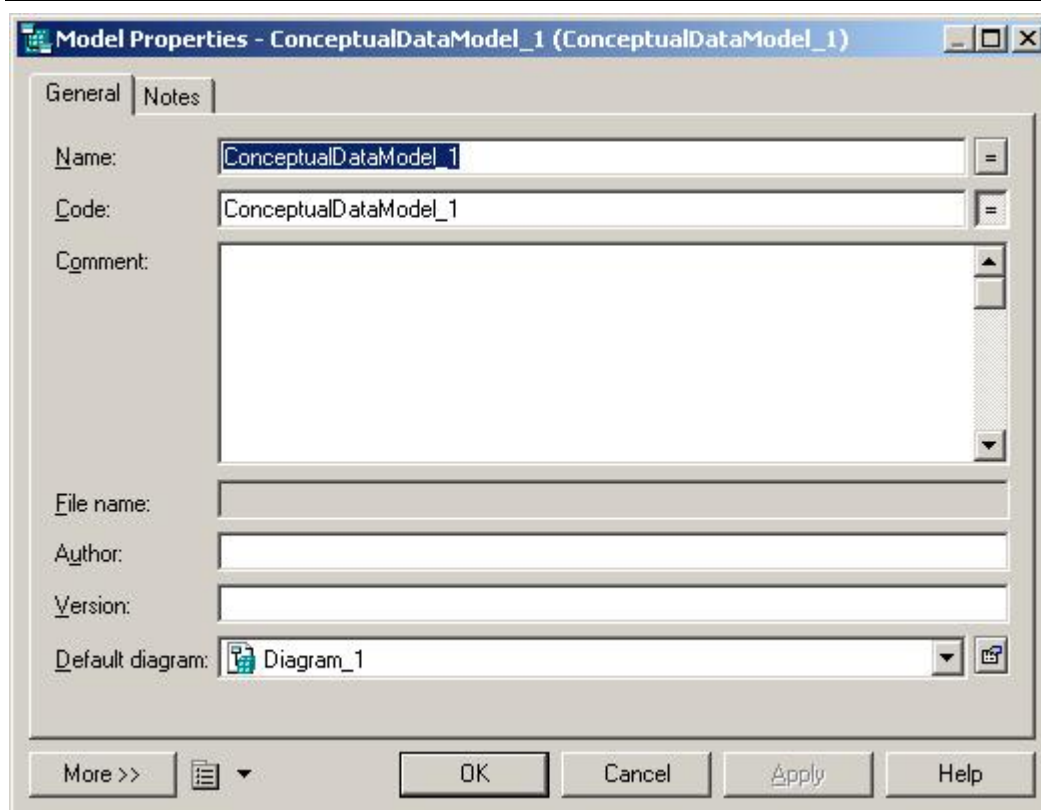 Model Properties - ConceptualDataModel_1 (ConceptualDataModel_1)
General Notes
Name: ConceptualDataModel_1 =
Code: ConceptualDataModel_1 =
Comment:
File name:
Author:
Version:
Default diagram: Diagram_1
More >> OK Cancel Apply Help